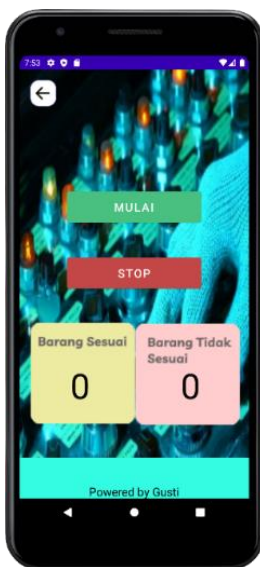 7:53
MULAI
STOP
Barang Sesuai
Barang Tidak
Sesuai
0
0
Powered by Gusti